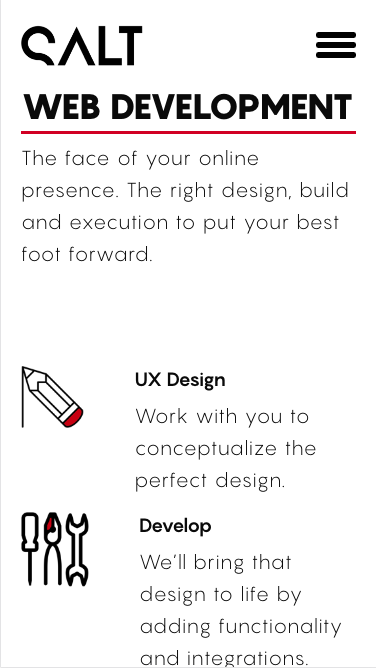 SALT
WEB DEVELOPMENT
The face of your online
presence. The right design, build
and execution to put your best
foot forward.
UX Design
Work with you to
conceptualize the
perfect design.
Develop
We’ll bring that
design to life by
adding functionality
and integrations.